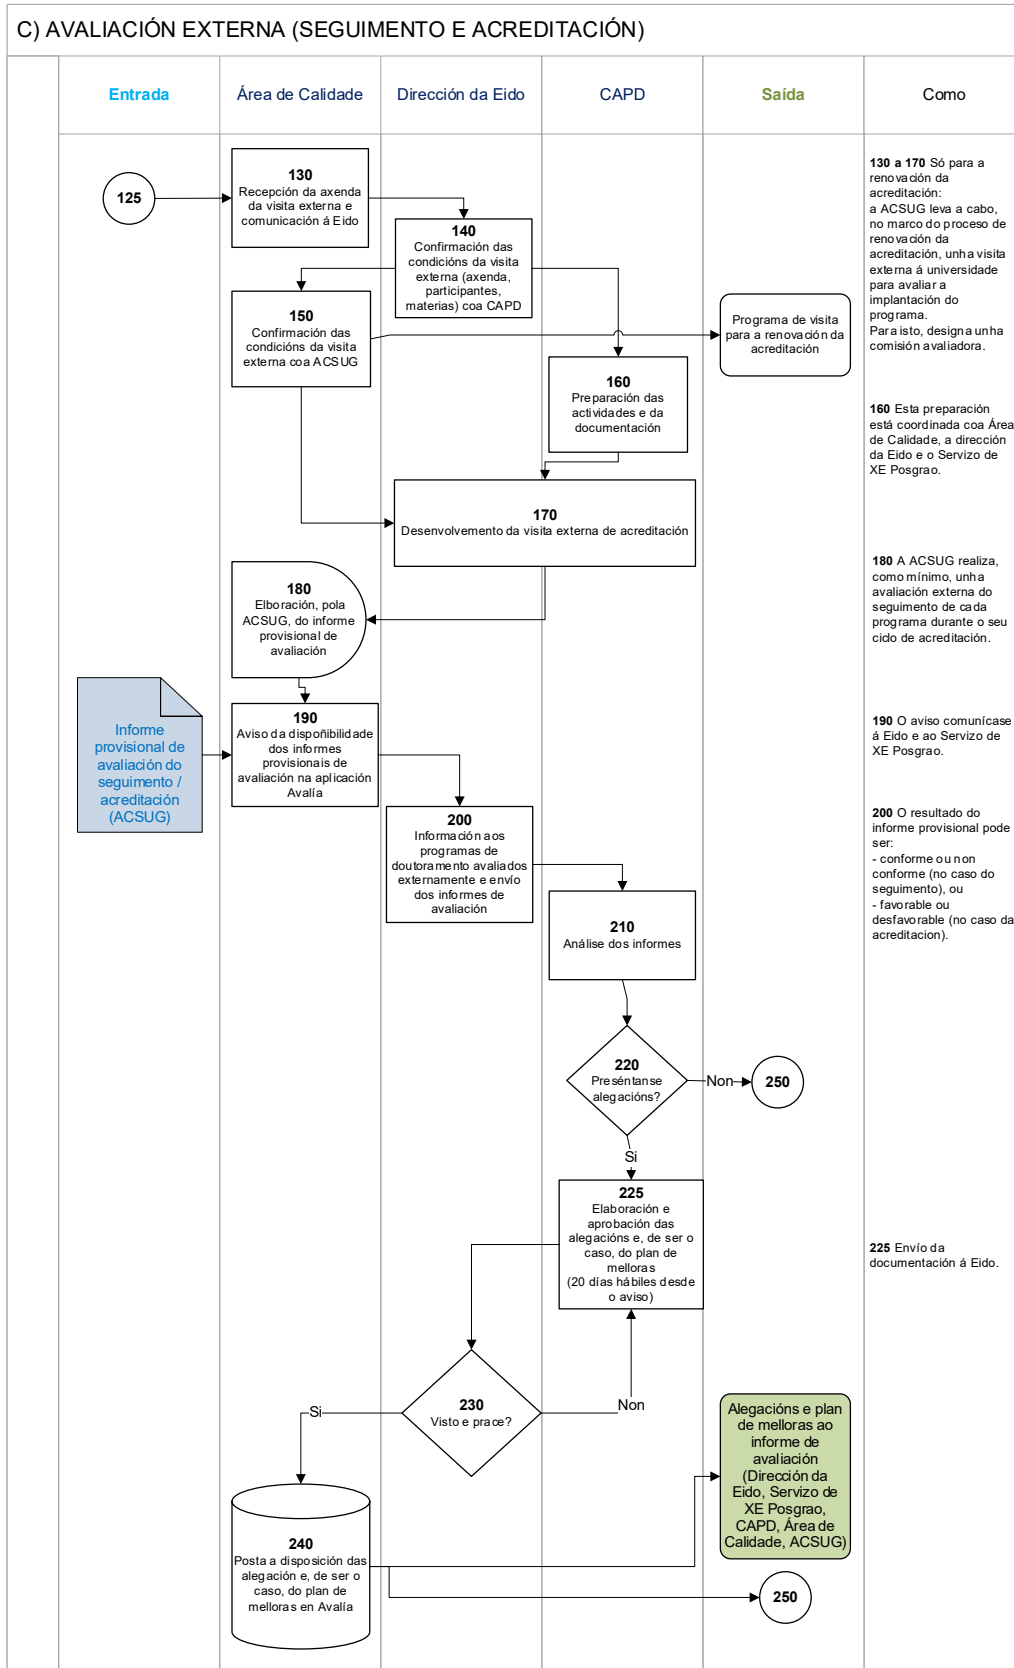 C) AVALIACIÓN EXTERNA (SEGUIMENTO E ACREDITACIÓN)
Entrada
Área de Calidade
Dirección da Eido
CAPD
Saída
Como
125
130
Recepción da axenda
da visita externa e
comunicación á Eido
140
Confirmación das
condicións da visita
externa (axenda,
participantes,
materias) coa CAPD
150
Confirmación das
condicións da visita
externa coa ACSUG
Programa de visita
para a renovación da
acreditación
160
Preparación das
actividades e da
documentación
170
Desenvolvemento da visita externa de acreditación
180
Elboración, pola
ACSUG, do informe
provisional de
avaliación
Informe
provisional de
avaliación do
seguimento /
acreditación
(ACSUG)
190
Aviso da dispoñibilidade
dos informes
provisionais de
avaliación na aplicación
Avalía
200
Información aos
programas de
doutoramento avaliados
externamente e envío
dos informes de
avaliación
210
Análise dos informes
220
Preséntanse
alegacións?
Non
250
Si
225
Elaboración e
aprobación das
alegacións e, de ser o
caso, do plan de
melloras
(20 días hábiles desde
o aviso)
230
Visto e prace?
Si
Non
240
Posta a disposición das
alegación e, de ser o
caso, do plan de
melloras en Avalía
Alegacións e plan
de melloras ao
informe de
avaliación
(Dirección da
Eido, Servizo de
XE Posgrao,
CAPD, Área de
Calidade, ACSUG)
250
130 a 170 Só para a
renovación da
acreditación:
a ACSUG leva a cabo,
no marco do proceso de
renovación da
acreditación, unha visita
externa á universidade
para avaliar a
implantación do
programa.
Para isto, designa unha
comisión avaliadora.
160 Esta preparación
está coordinada coa Área
de Calidade, a dirección
da Eido e o Servizo de
XE Posgrao.
180 A ACSUG realiza,
como mínimo, unha
avaliación externa do
seguimento de cada
programa durante o seu
ciclo de acreditación.
190 O aviso comunícase
á Eido e ao Servizo de
XE Posgrao.
200 O resultado do
informe provisional pode
ser:
- conforme ou non
conforme (no caso do
seguimento), ou
- favorable ou
desfavorable (no caso da
acreditacion).
225 Envío da
documentación á Eido.